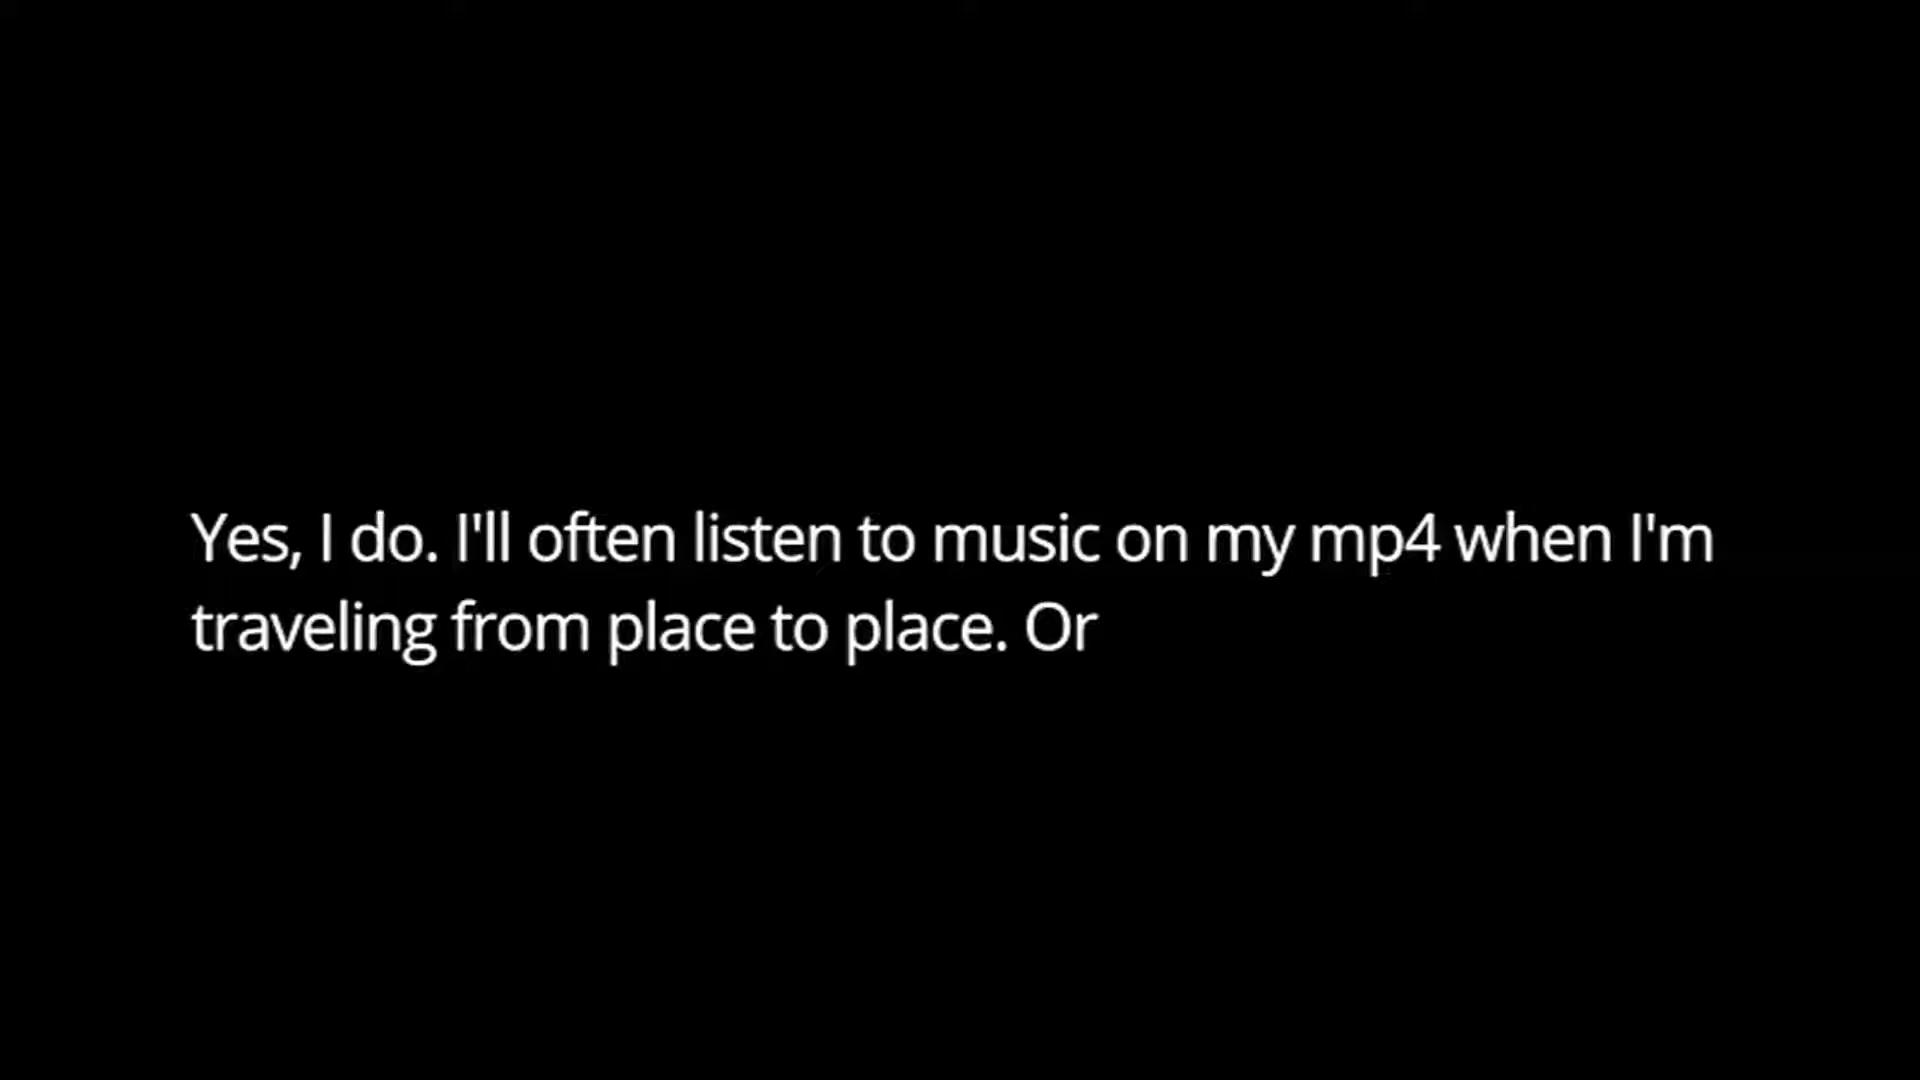 Yes, I do. I'll often listen to music on my mp4 when I'm
traveling from place to place. Or